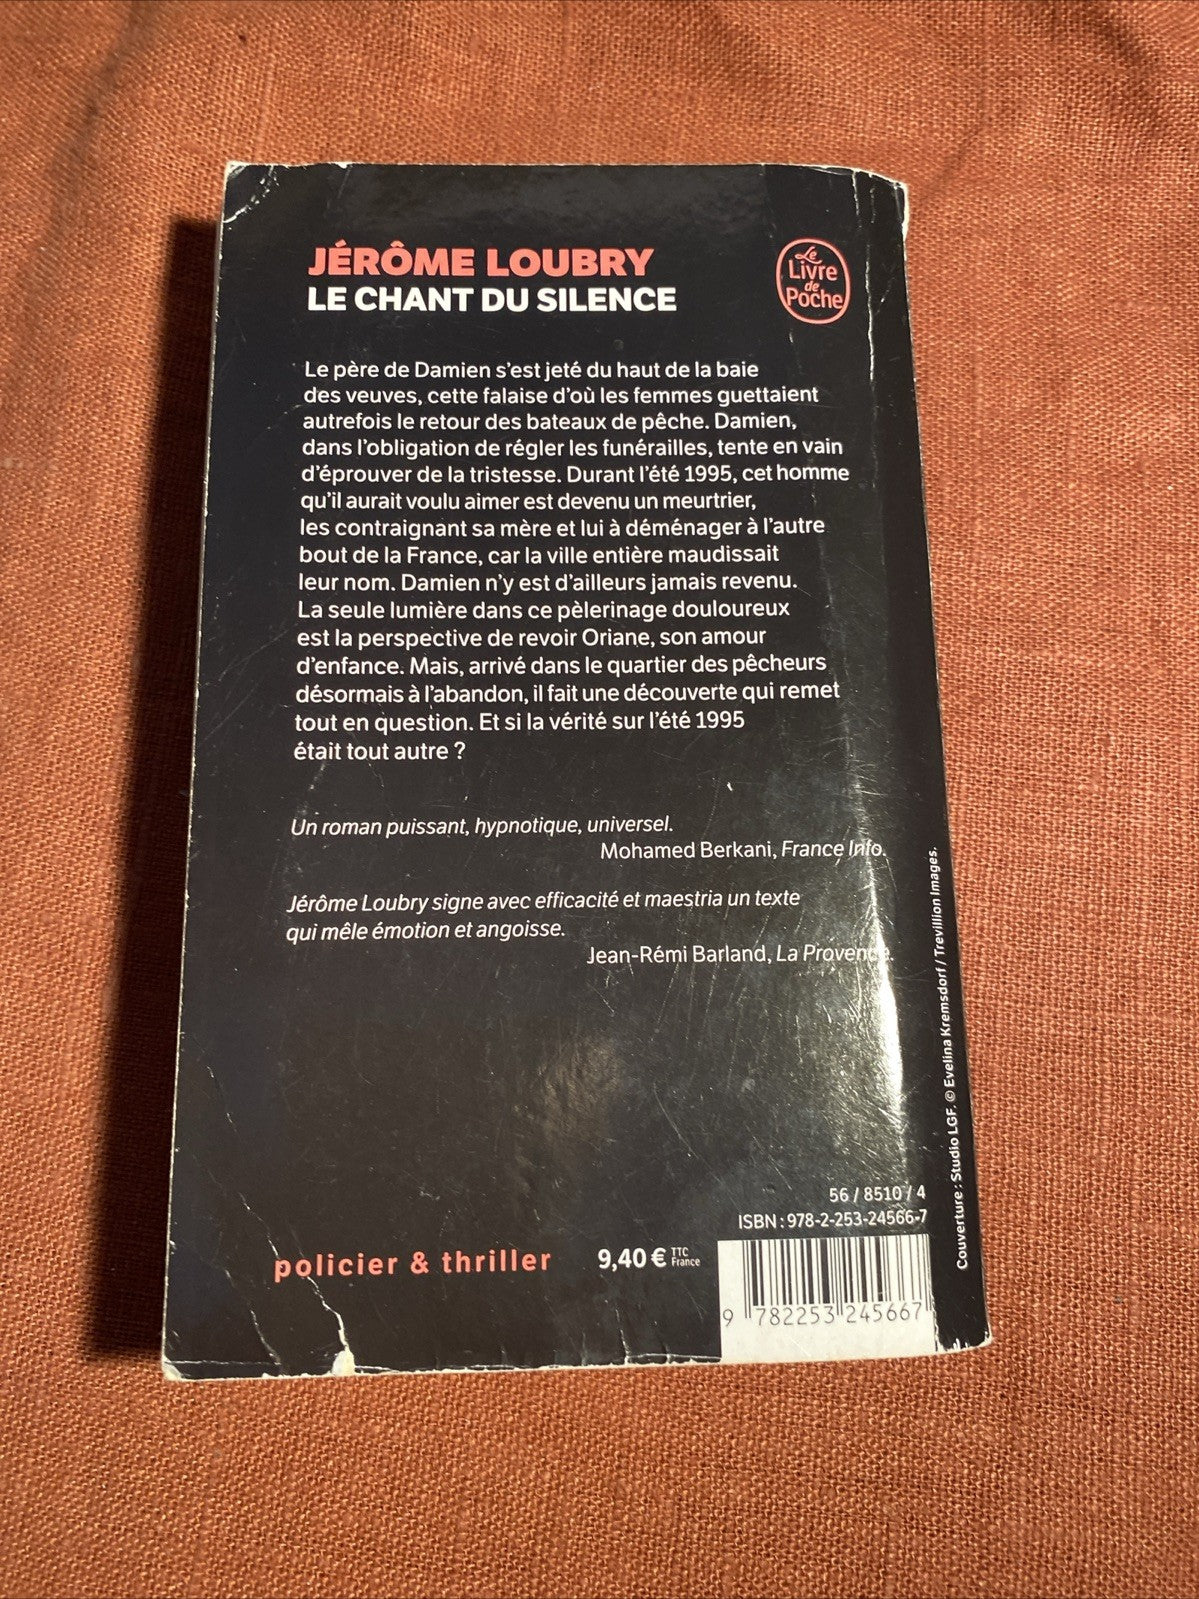 JÉRÔME LOUBRY
LE CHANT DU SILENCE
Le
Livre
de
Poche
Le père de Damien s'est jeté du haut de la baie
des veuves, cette falaise d'où les femmes guettaient
autrefois le retour des bateaux de pêche. Damien,
dans l'obligation de régler les funérailles, tente en vain
d'éprouver de la tristesse. Durant l'été 1995, cet homme
qu'il aurait voulu aimer est devenu un meurtrier,
les contraignant sa mère et lui à déménager à l'autre
bout de la France, car la ville entière maudissait
leur nom. Damien n'y est d'ailleurs jamais revenu.
La seule lumière dans ce pèlerinage douloureux
est la perspective de revoir Oriane, son amour
d'enfance. Mais, arrivé dans le quartier des pêcheurs
désormais à l'abandon, il fait une découverte qui remet
tout en question. Et si la vérité sur l'été 1995
était tout autre ?
Un roman puissant, hypnotique, universel.
Mohamed Berkani, France Info.
Jérôme Loubry signe avec efficacité et maestria un texte
qui mêle émotion et angoisse.
Jean-Rémi Barland, La Provence.
Couverture : Studio LGF. © Evelina Kremsdorf / Trevillion Images.
56 / 8510 / 4
ISBN : 978-2-253-24566-7
policier & thriller
9,40 € TTC France
9 782253 245667